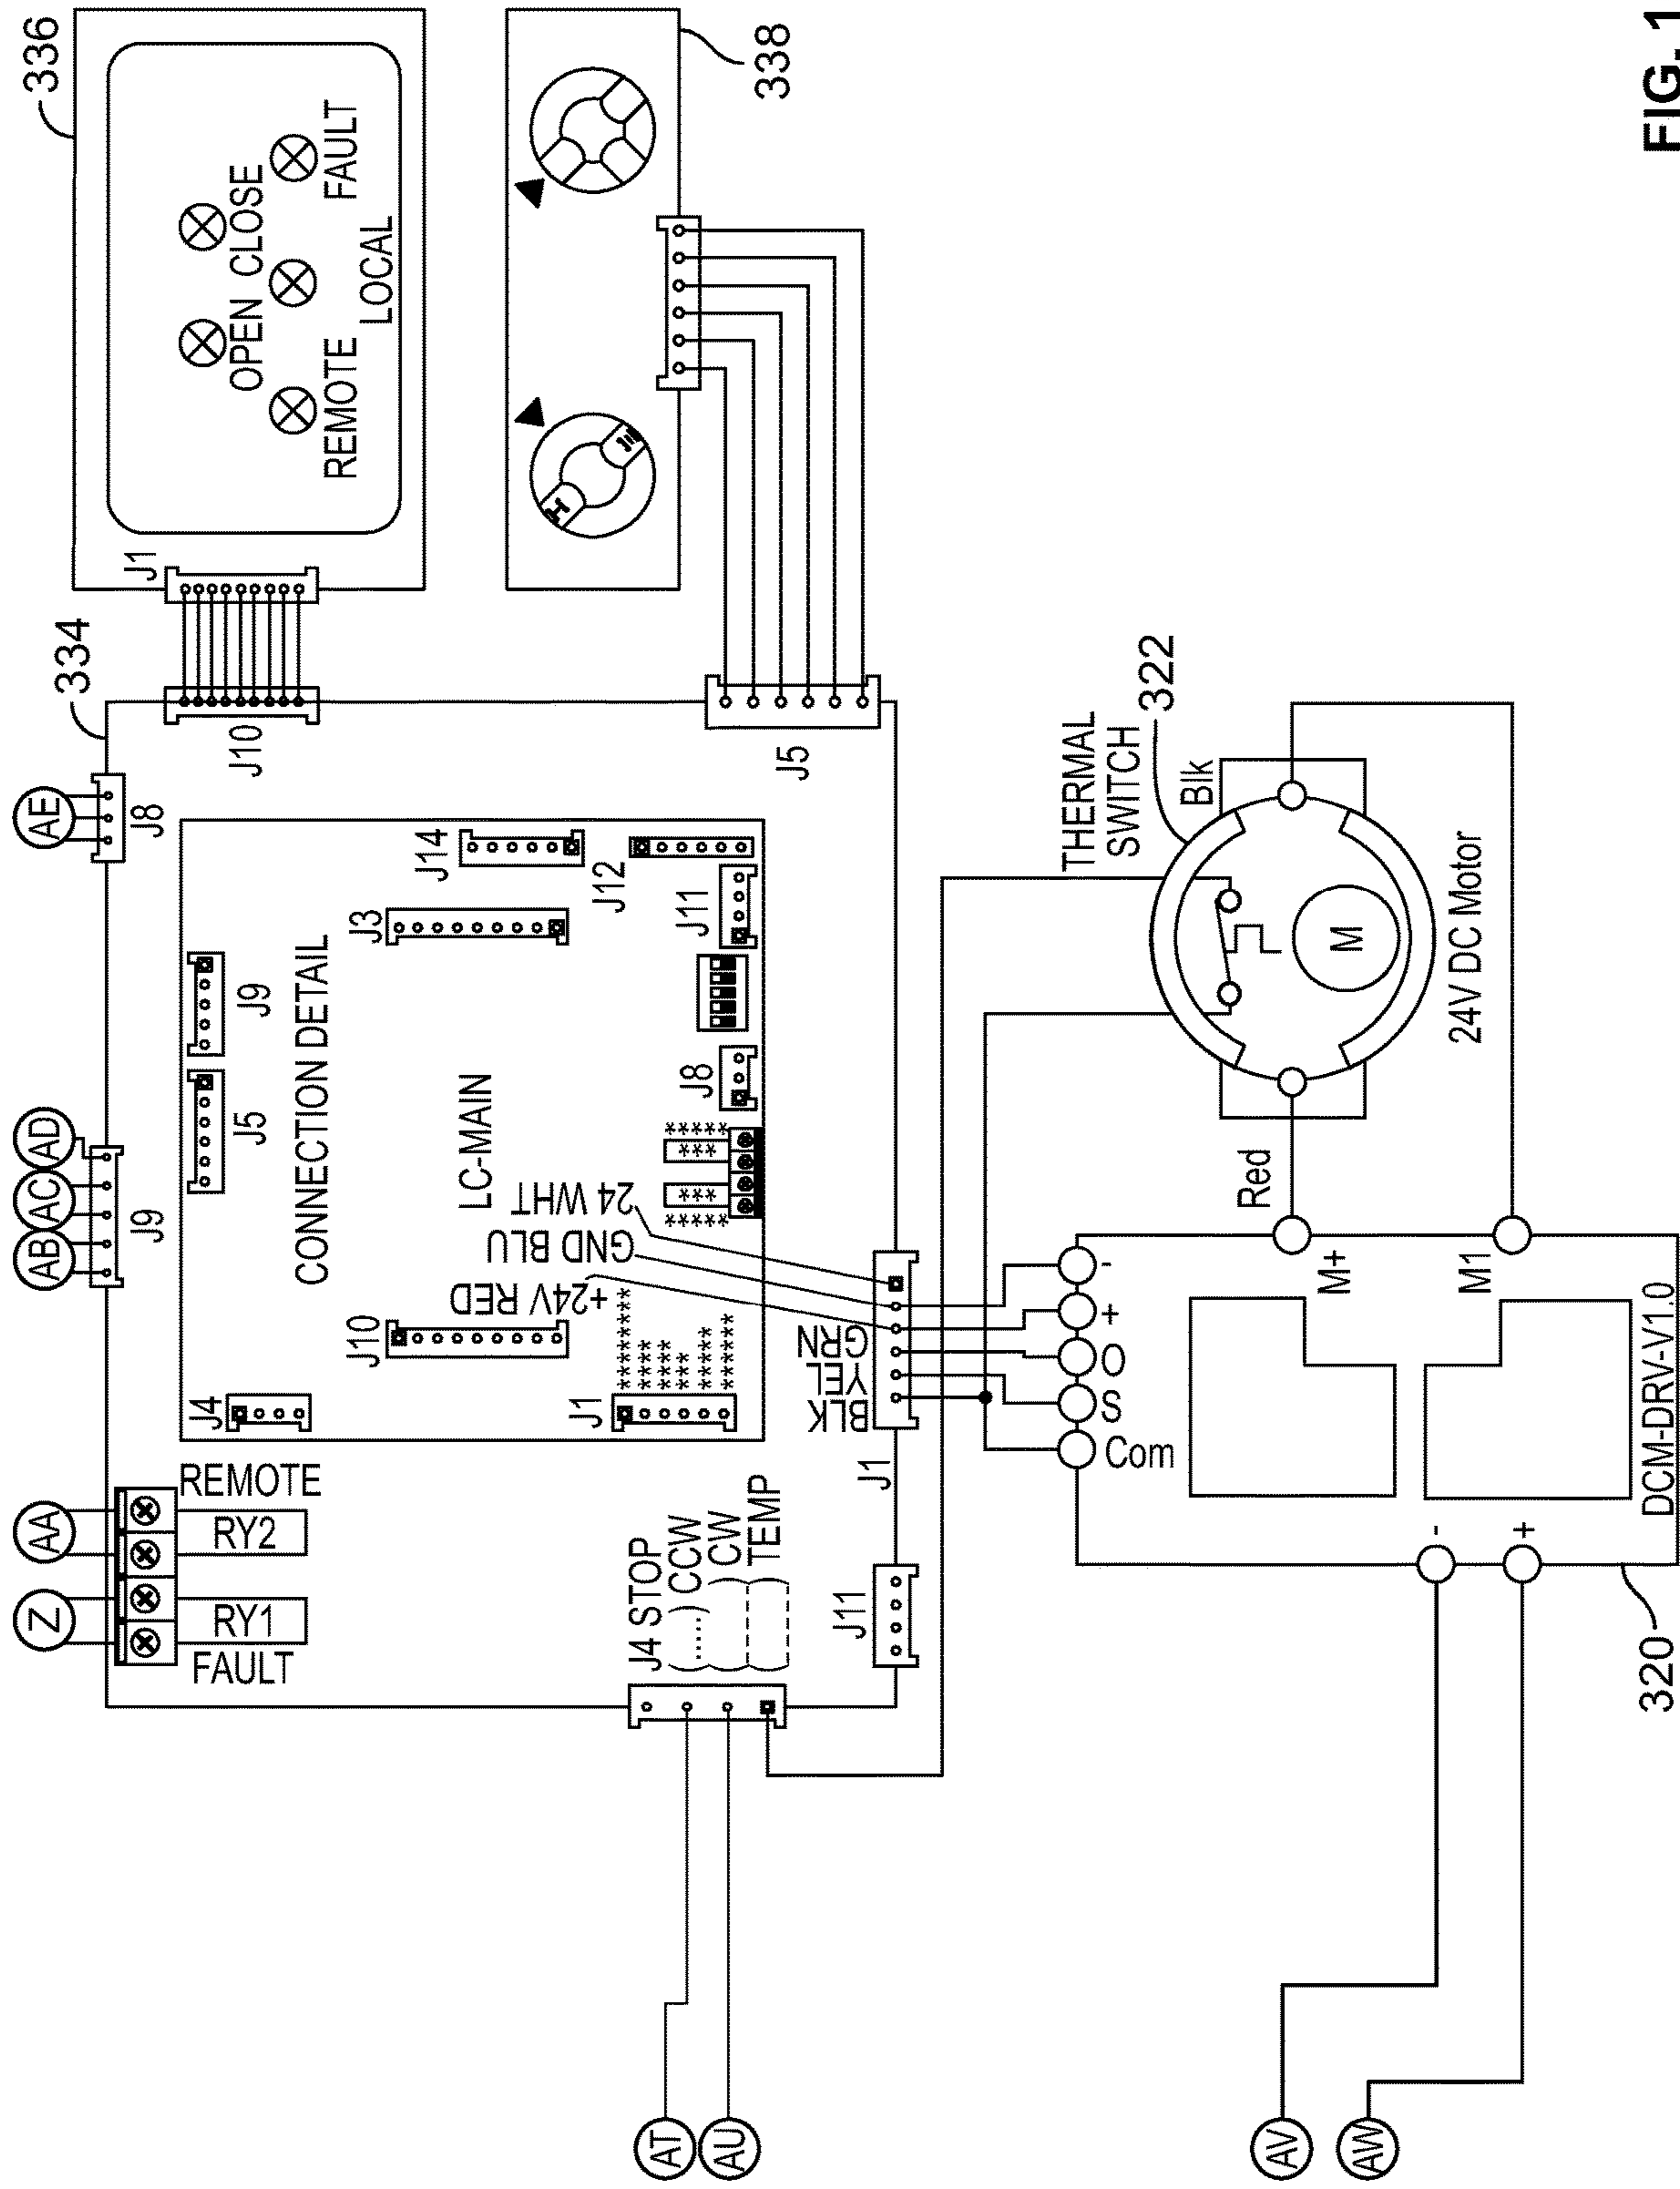 336
OPEN CLOSE
REMOTE
LOCAL
FAULT
J1
338
334
J10
J5
AE
J8
AB
AC
AD
J9
AA
Z
REMOTE
RY2
RY1
FAULT
CONNECTION DETAIL
LC-MAIN
J9
J5
J4
J3
J14
J12
J11
J8
J10
J1
*********
****
****
***
*****
******
*****
***
***
*****
+24V RED
GND BLU
24 WHT
GRN
YEL
BLK
J1
J11
J4 STOP
CCW
CW
TEMP
AT
AU
THERMAL
SWITCH
322
Blk
M
24V DC Motor
Red
-
+
O
S
Com
M+
M1
DCM-DRV-V1.0
-
+
320
AV
AW